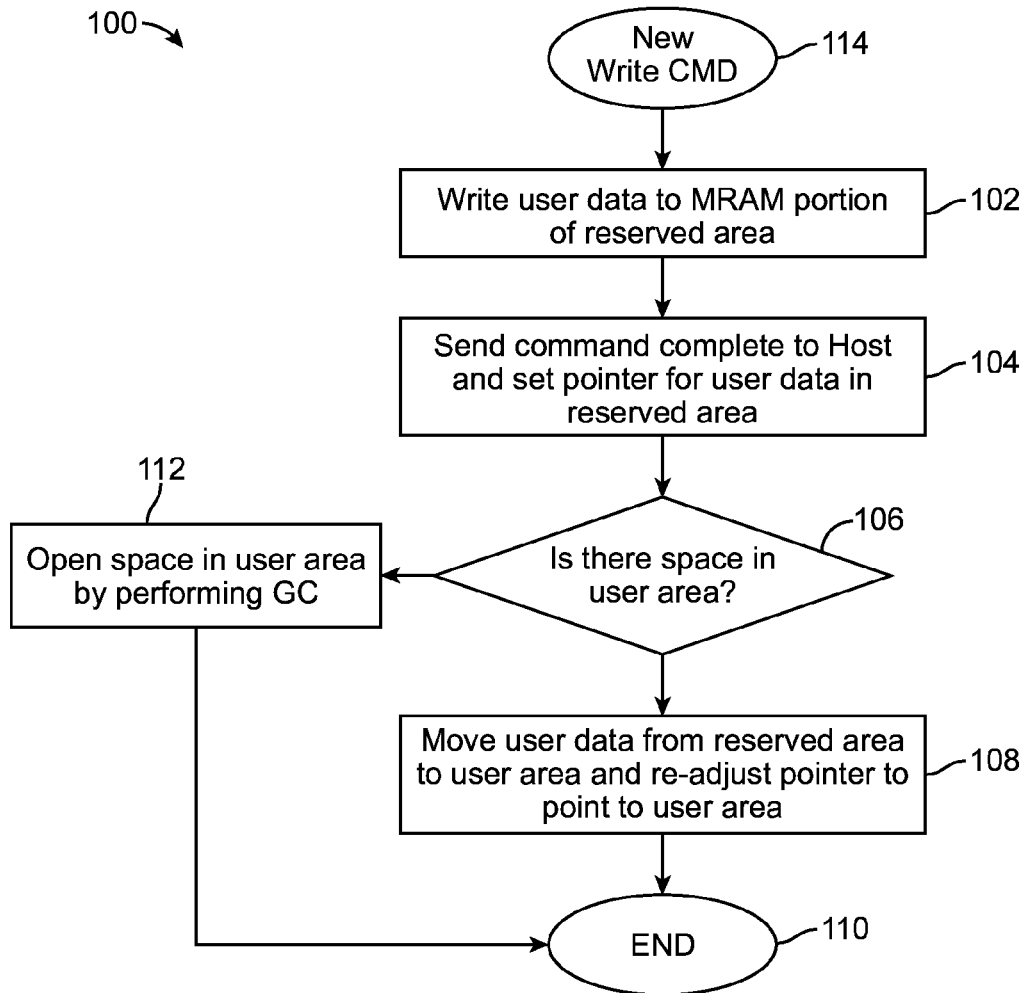 100
New
Write CMD
114
Write user data to MRAM portion
of reserved area
102
Send command complete to Host
and set pointer for user data in
reserved area
104
112
Open space in user area
by performing GC
Is there space in
user area?
106
Move user data from reserved area
to user area and re-adjust pointer to
point to user area
108
END
110